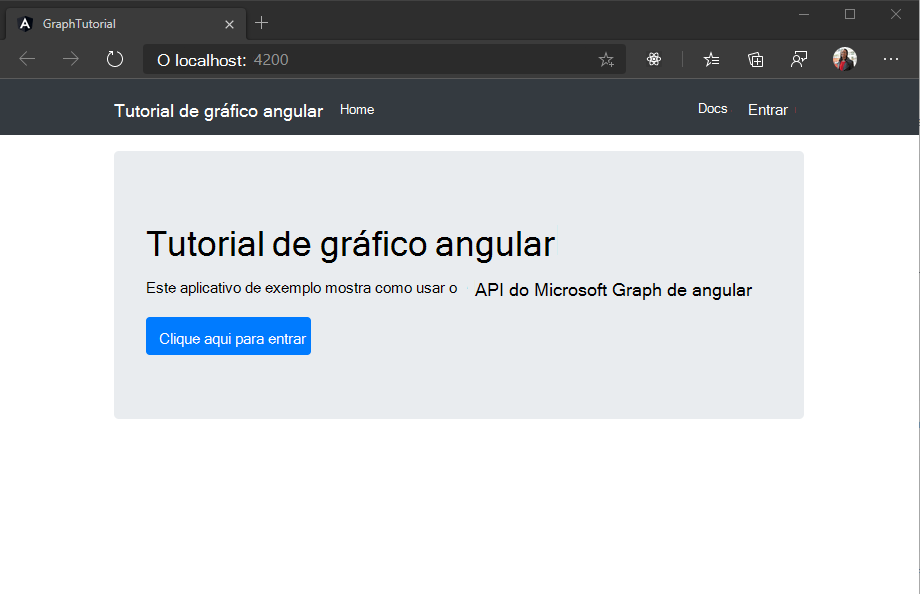 GraphTutorial
O localhost: 4200
Tutorial de gráfico angular Home Docs Entrar
Tutorial de gráfico angular
Este aplicativo de exemplo mostra como usar o API do Microsoft Graph de angular
Clique aqui para entrar